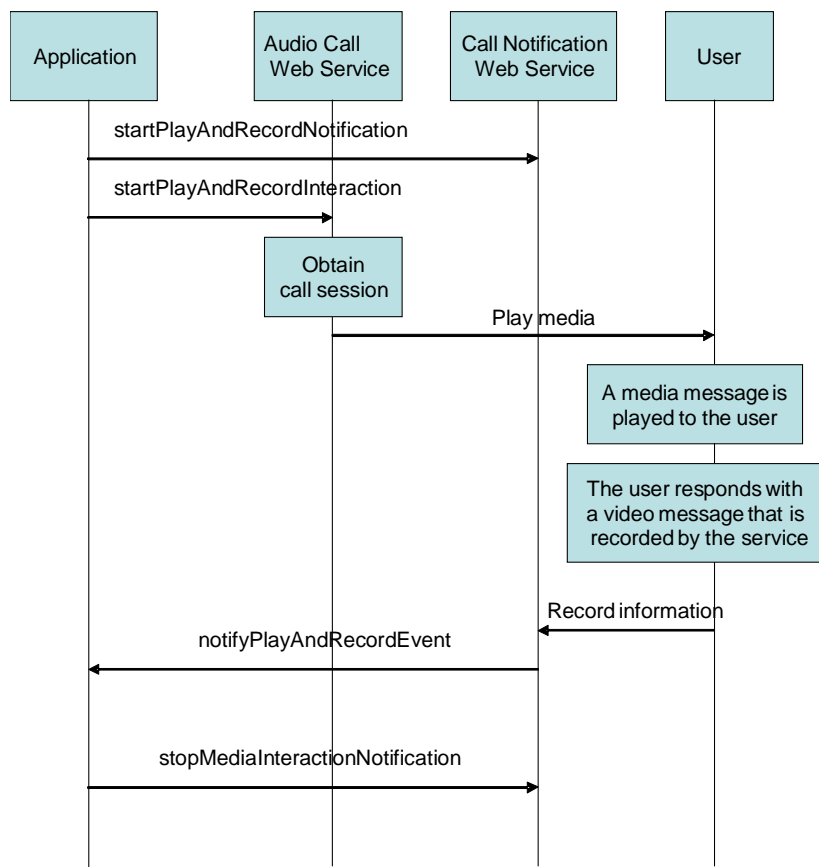 Application
Audio Call
Web Service
Call Notification
Web Service
User
startPlayAndRecordNotification
startPlayAndRecordInteraction
Obtain
call session
Play media
A media message is
played to the user
The user responds with
a video message that is
recorded by the service
Record information
notifyPlayAndRecordEvent
stopMediaInteractionNotification